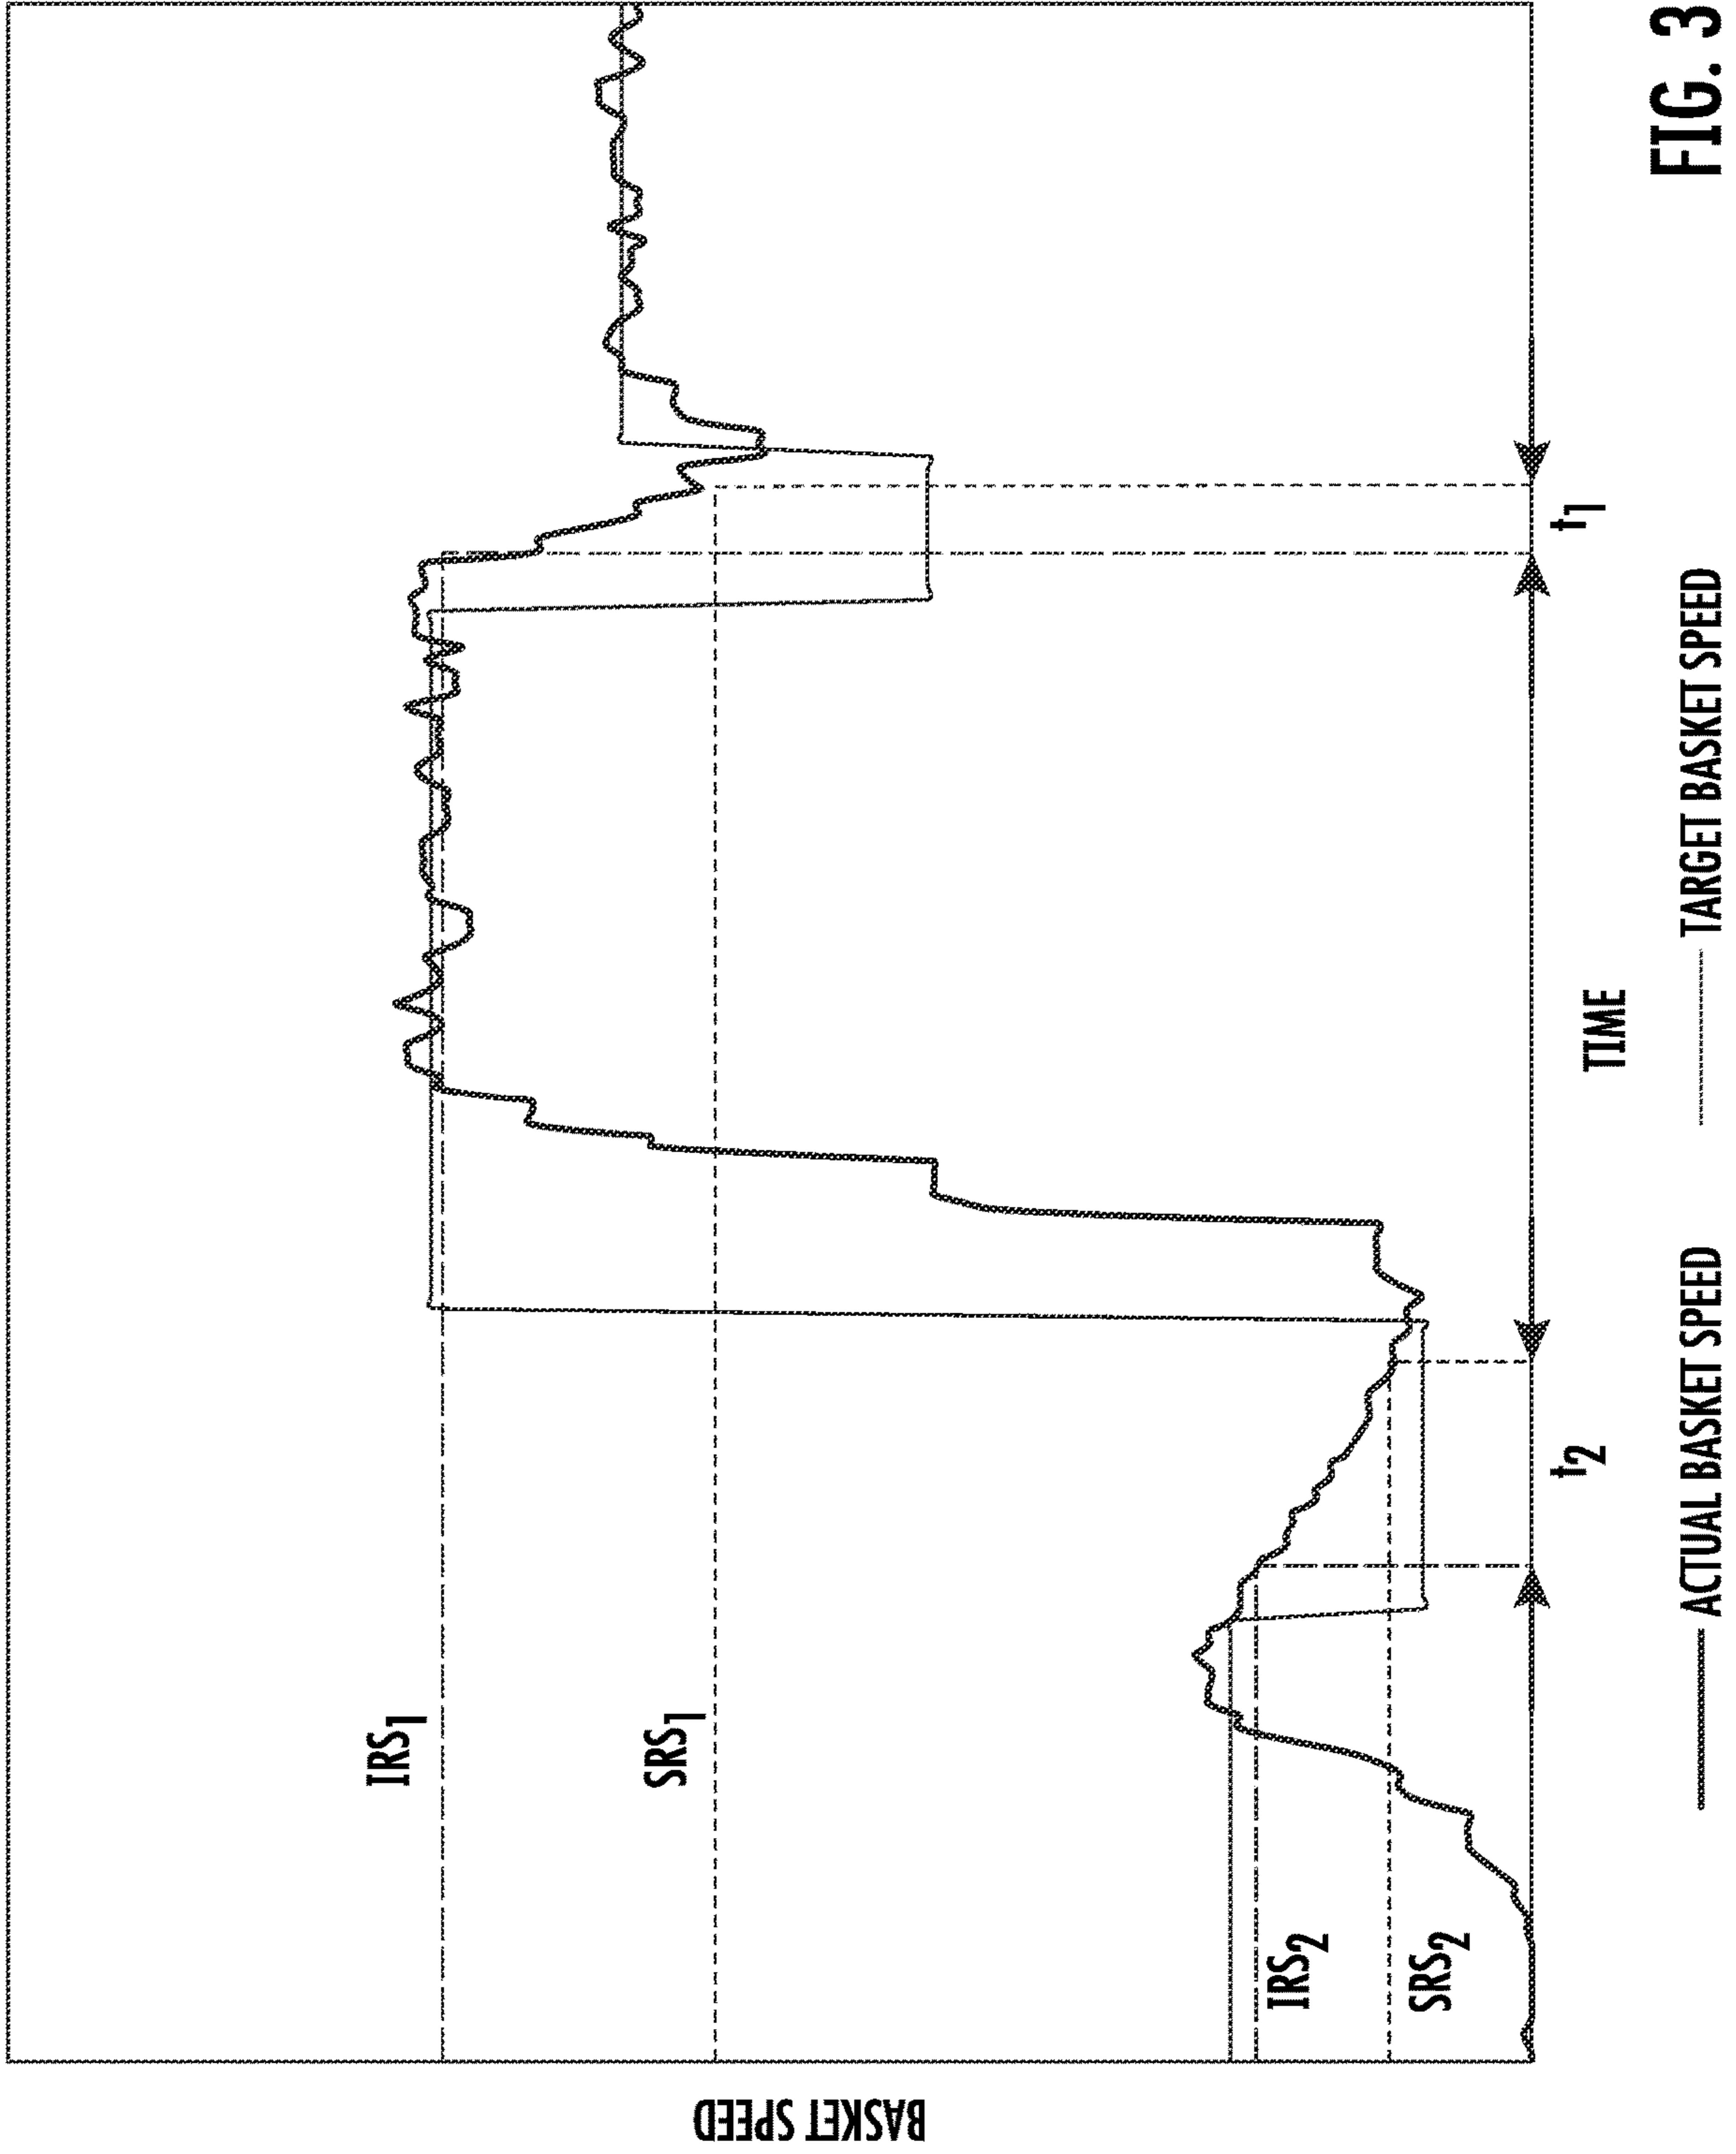 BASKET SPEED
IRS1
SRS1
IRS2
SRS2
t2
t1
TIME
ACTUAL BASKET SPEED
TARGET BASKET SPEED
FIG. 3